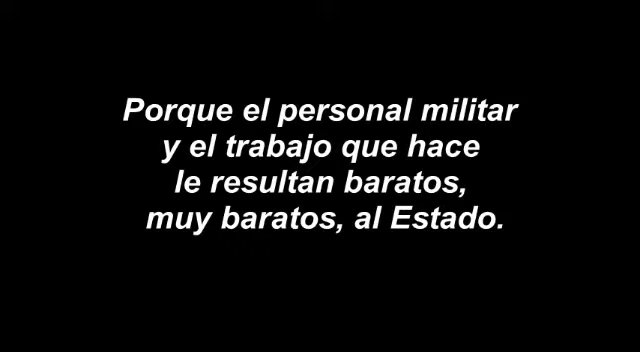 Porque el personal militar
y el trabajo que hace
le resultan baratos,
muy baratos, al Estado.